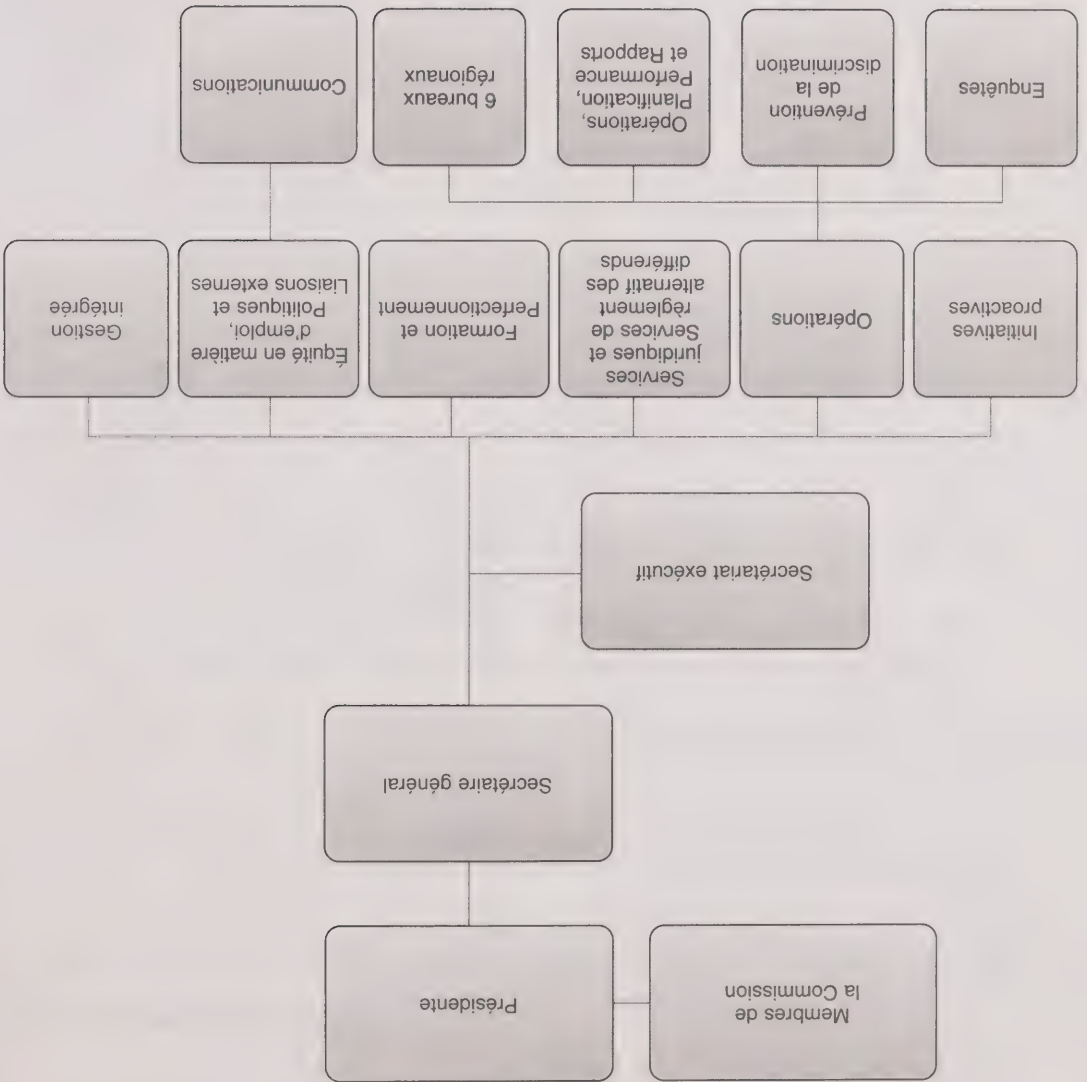 Membres de
la Commission
Présidente
Secrétaire général
Secrétariat exécutif
Initiatives
proactives
Opérations
Services
juridiques et
Services de
règlement
alternatif des
différends
Formation et
Perfectionnement
Équité en matière
d'emploi,
Politiques et
Liaisons externes
Gestion
intégrée
Enquêtes
Prévention
de la
discrimination
Opérations,
Planification,
Performance
et Rapports
6 bureaux
régionaux
Communications